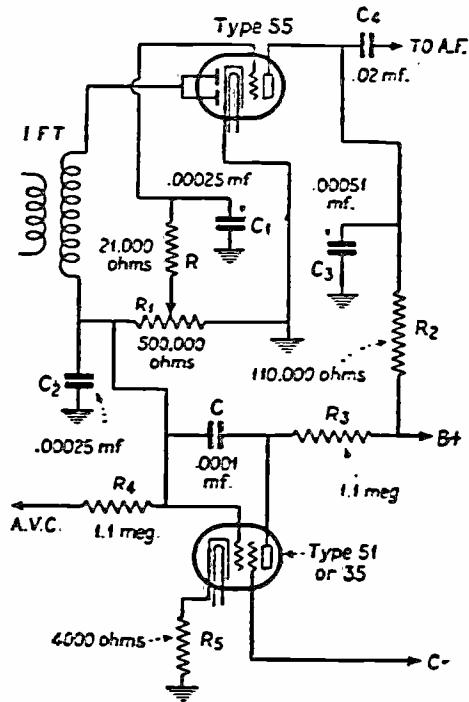 Type 55
C4
TO A.F.
.02 mf.
1 FT
.00025 mf
C1
.00051
mf.
C3
21,000
ohms
R
R1
500,000
ohms
R2
110,000 ohms
C2
.00025 mf
C
.0001
mf.
R3
1.1 meg
B+
R4
A.V.C.
1.1 meg.
Type 51
or 35
4000 ohms
R5
C-